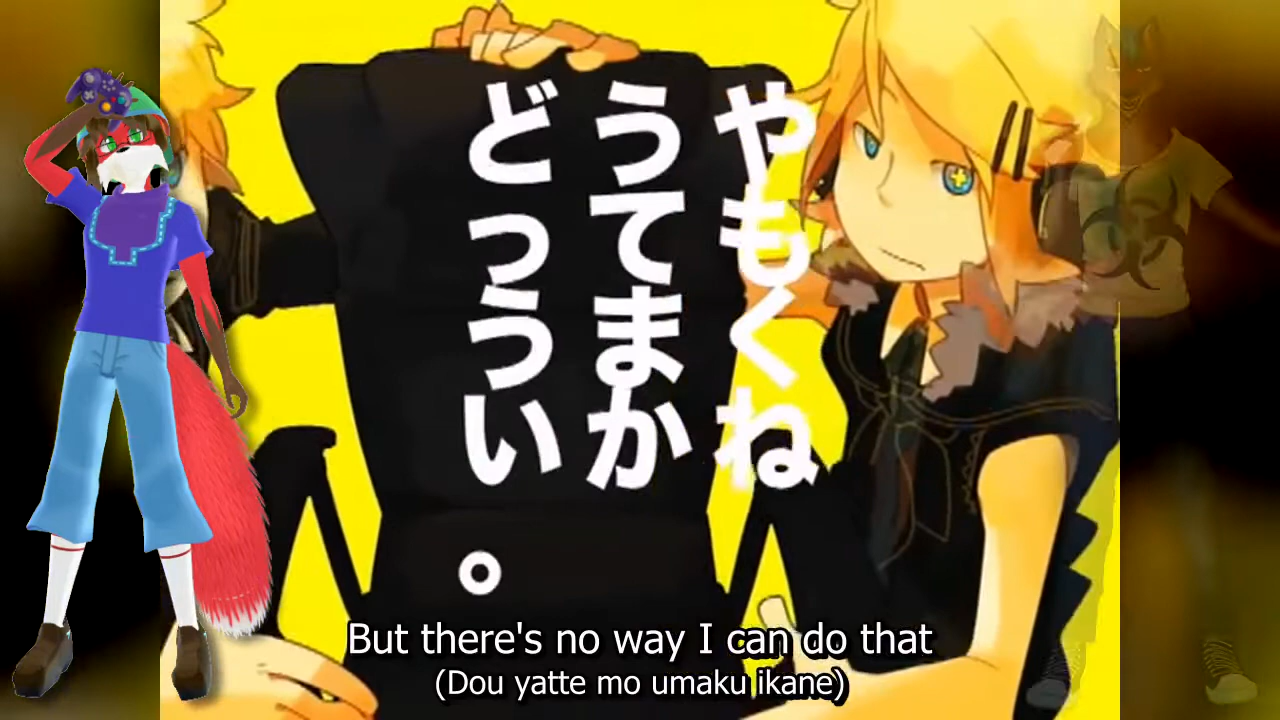 どうや
っても
うまく
いかね
。
But there's no way I can do that
(Dou yatte mo umaku ikane)